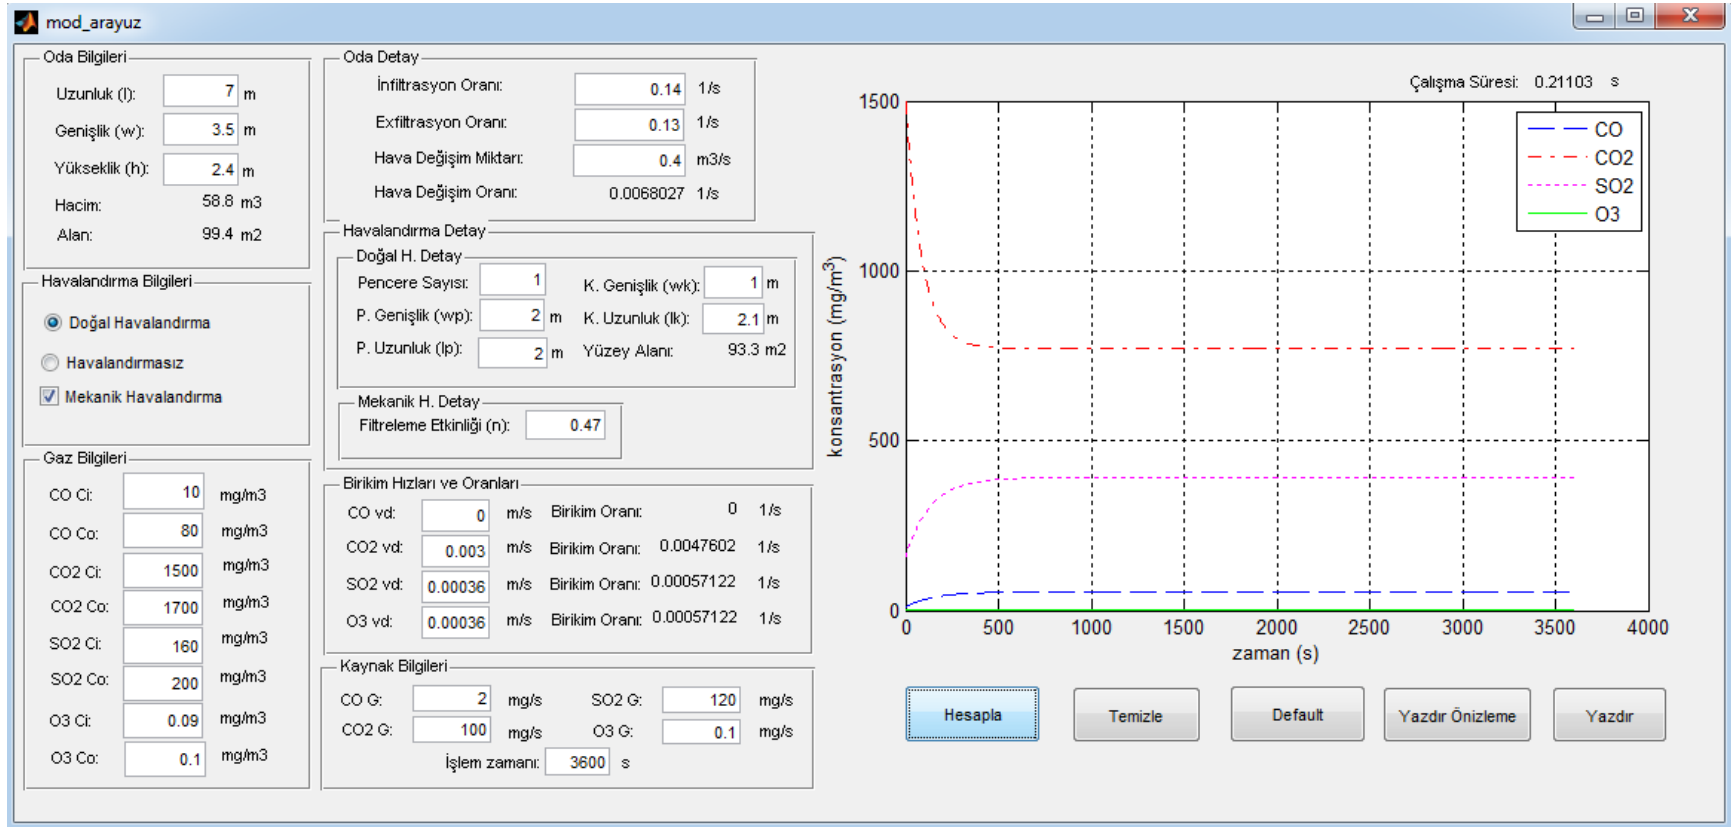 mod_arayuz
Oda Bilgileri
Uzunluk (l): 7 m
Genişlik (w): 3.5 m
Yükseklik (h): 2.4 m
Hacim: 58.8 m3
Alan: 99.4 m2
Havalandırma Bilgileri
Doğal Havalandırma
Havalandırmasız
Mekanik Havalandırma
Gaz Bilgileri
CO Ci: 10 mg/m3
CO Co: 80 mg/m3
CO2 Ci: 1500 mg/m3
CO2 Co: 1700 mg/m3
SO2 Ci: 160 mg/m3
SO2 Co: 200 mg/m3
O3 Ci: 0.09 mg/m3
O3 Co: 0.1 mg/m3
Oda Detay
İnfiltrasyon Oranı: 0.14 1/s
Exfiltrasyon Oranı: 0.13 1/s
Hava Değişim Miktarı: 0.4 m3/s
Hava Değişim Oranı: 0.0068027 1/s
Havalandırma Detay
Doğal H. Detay
Pencere Sayısı: 1 K. Genişlik (wk): 1 m
P. Genişlik (wp): 2 m K. Uzunluk (lk): 2.1 m
P. Uzunluk (lp): 2 m Yüzey Alanı: 93.3 m2
Mekanik H. Detay
Filtreleme Etkinliği (n): 0.47
Birikim Hızları ve Oranları
CO vd: 0 m/s Birikim Oranı: 0 1/s
CO2 vd: 0.003 m/s Birikim Oranı: 0.0047602 1/s
SO2 vd: 0.00036 m/s Birikim Oranı: 0.00057122 1/s
O3 vd: 0.00036 m/s Birikim Oranı: 0.00057122 1/s
Kaynak Bilgileri
CO G: 2 mg/s SO2 G: 120 mg/s
CO2 G: 100 mg/s O3 G: 0.1 mg/s
İşlem zamanı: 3600 s
Çalışma Süresi: 0.21103 s
1500
1000
500
0
konsantrasyon (mg/m³)
CO
CO2
SO2
O3
0 500 1000 1500 2000 2500 3000 3500 4000
zaman (s)
Hesapla Temizle Default Yazdır Önizleme Yazdır